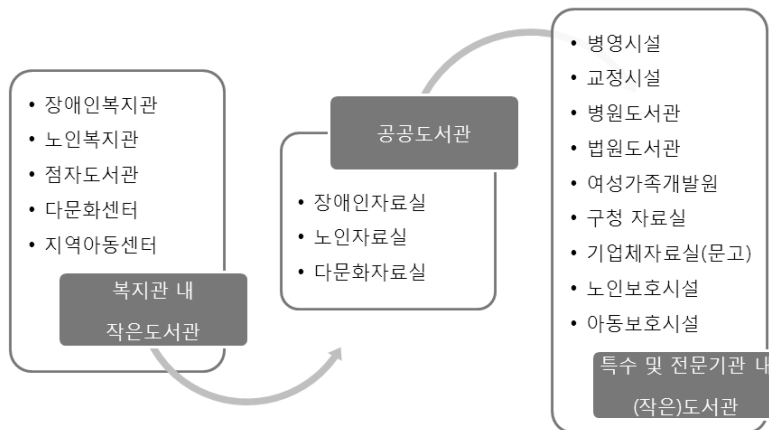 • 장애인복지관
• 노인복지관
• 점자도서관
• 다문화센터
• 지역아동센터
복지관 내
작은도서관
공공도서관
• 장애인자료실
• 노인자료실
• 다문화자료실
• 병영시설
• 교정시설
• 병원도서관
• 법원도서관
• 여성가족개발원
• 구청 자료실
• 기업체자료실(문고)
• 노인보호시설
• 아동보호시설
특수 및 전문기관 내
(작은)도서관